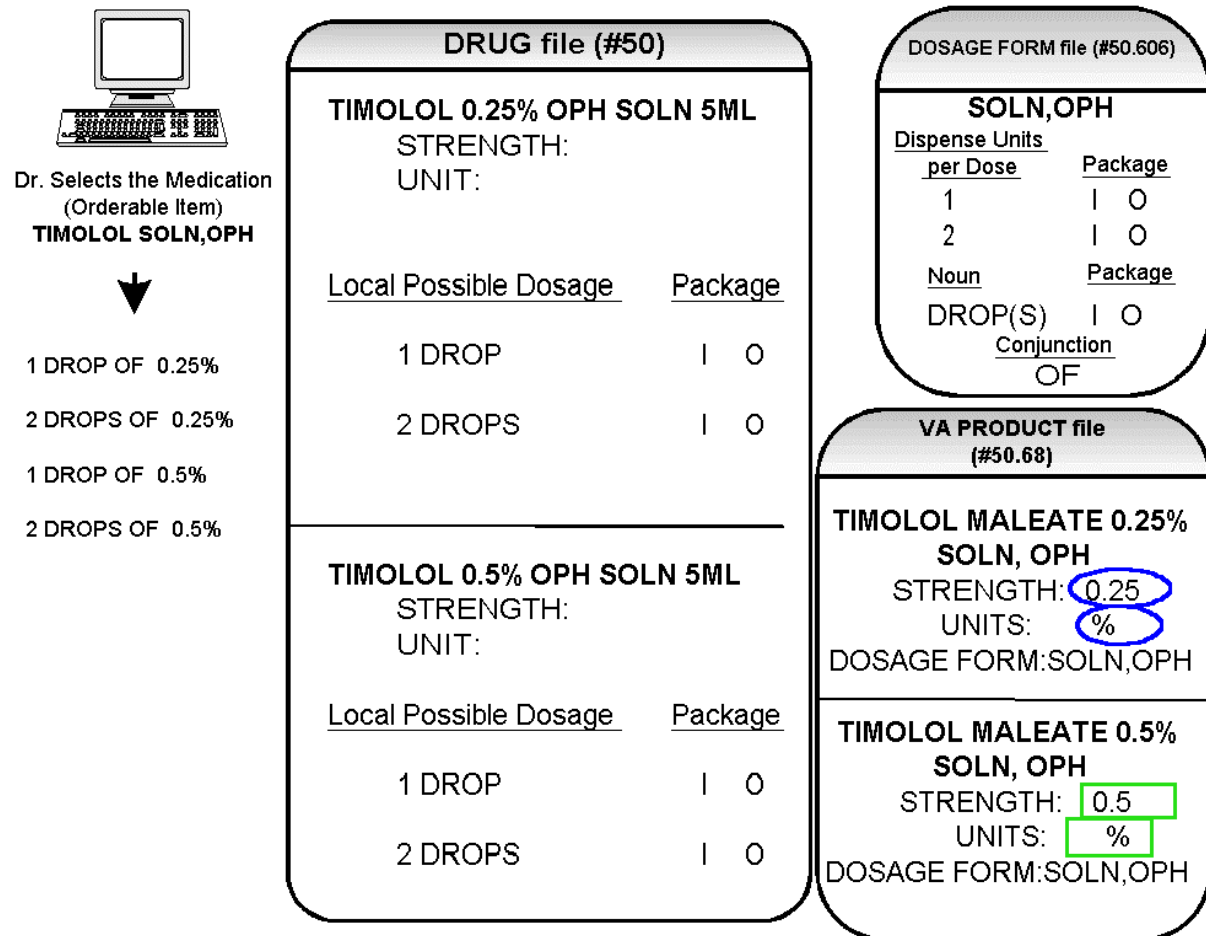 Dr. Selects the Medication
(Orderable Item)
TIMOLOL SOLN,OPH
1 DROP OF 0.25%
2 DROPS OF 0.25%
1 DROP OF 0.5%
2 DROPS OF 0.5%
DRUG file (#50)
TIMOLOL 0.25% OPH SOLN 5ML
STRENGTH:
UNIT:
Local Possible Dosage Package
1 DROP I O
2 DROPS I O
TIMOLOL 0.5% OPH SOLN 5ML
STRENGTH:
UNIT:
Local Possible Dosage Package
1 DROP I O
2 DROPS I O
DOSAGE FORM file (#50.606)
SOLN,OPH
Dispense Units
per Dose Package
1 I O
2 I O
Noun Package
DROP(S) I O
Conjunction
OF
VA PRODUCT file
(#50.68)
TIMOLOL MALEATE 0.25%
SOLN, OPH
STRENGTH: 0.25
UNITS: %
DOSAGE FORM:SOLN,OPH
TIMOLOL MALEATE 0.5%
SOLN, OPH
STRENGTH: 0.5
UNITS: %
DOSAGE FORM:SOLN,OPH